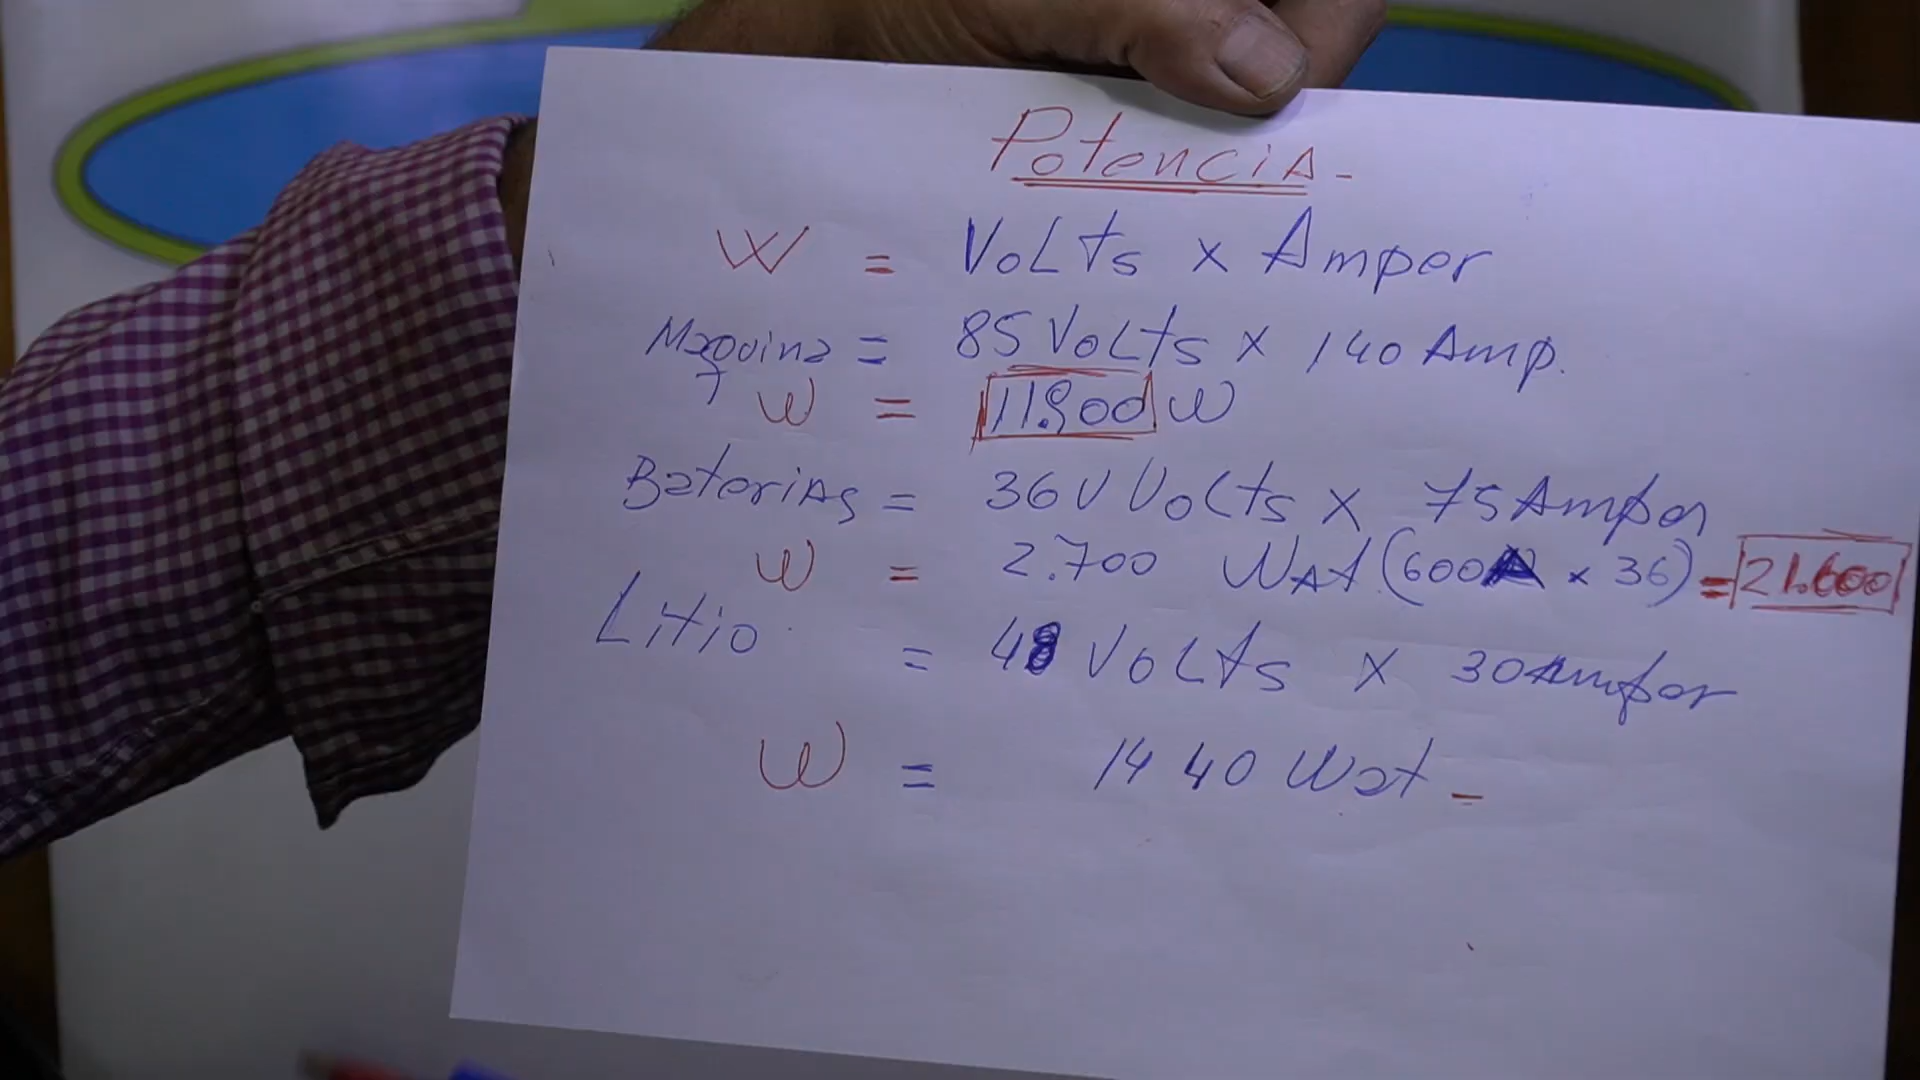 Potencia-
W = Volts x Amper
Maquina = 85 Volts x 140 Amp.
W = 11.900 W
Baterias = 36V Volts x 75 Amper
W = 2.700 Wat (600A x 36) = 21.600
Litio = 48 Volts x 30 Amper
W = 1440 Wat -